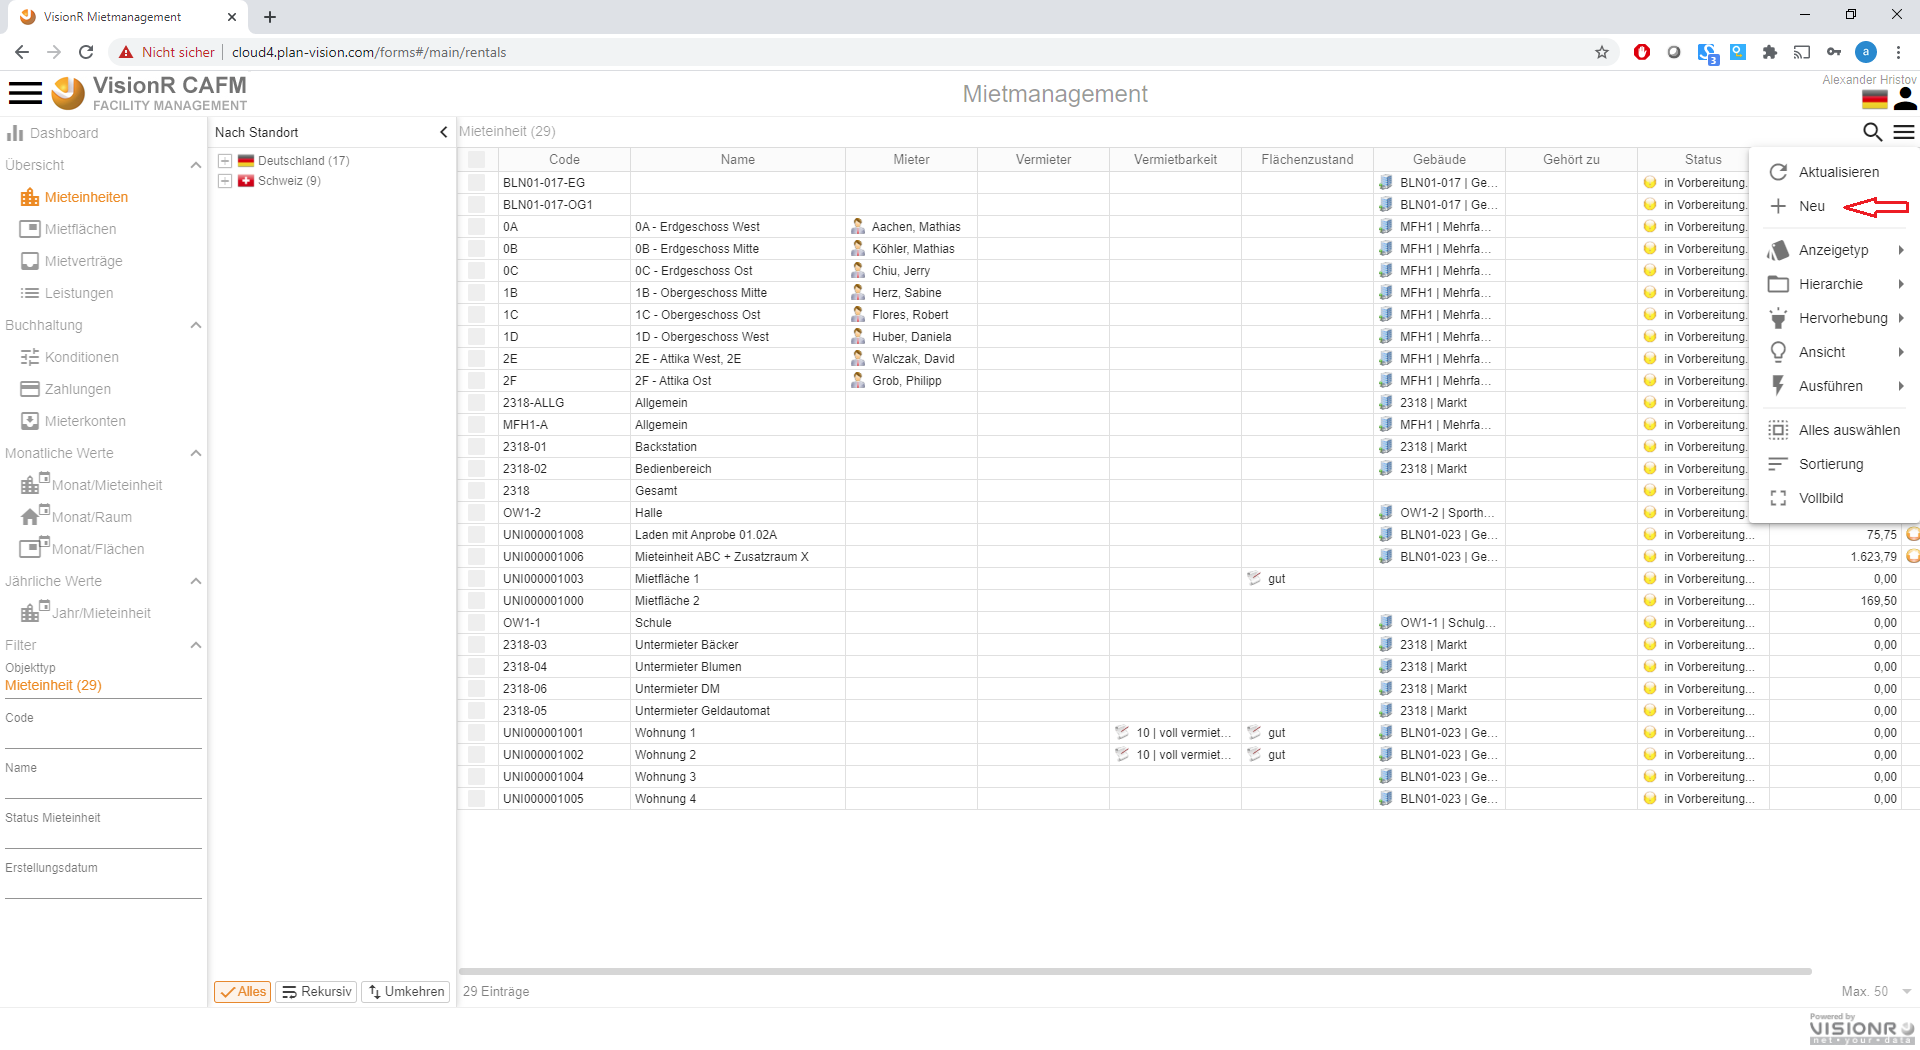 VisionR Mietmanagement
Nicht sicher cloud4.plan-vision.com/forms#/main/rentals
3
a
VisionR CAFM
FACILITY MANAGEMENT
Mietmanagement
Alexander Hristov
Dashboard
Übersicht
Mieteinheiten
Mietflächen
Mietverträge
Leistungen
Buchhaltung
Konditionen
Zahlungen
Mieterkonten
Monatliche Werte
Monat/Mieteinheit
Monat/Raum
Monat/Flächen
Jährliche Werte
Jahr/Mieteinheit
Filter
Objekttyp
Mieteinheit (29)
Code
Name
Status Mieteinheit
Erstellungsdatum
Nach Standort
Deutschland (17)
Schweiz (9)
Alles Rekursiv Umkehren
Mieteinheit (29)
Code Name Mieter Vermieter Vermietbarkeit Flächenzustand Gebäude Gehört zu Status
BLN01-017-EG BLN01-017 | Ge... in Vorbereitung.
BLN01-017-OG1 BLN01-017 | Ge... in Vorbereitung.
0A 0A - Erdgeschoss West Aachen, Mathias MFH1 | Mehrfa... in Vorbereitung.
0B 0B - Erdgeschoss Mitte Köhler, Mathias MFH1 | Mehrfa... in Vorbereitung.
0C 0C - Erdgeschoss Ost Chiu, Jerry MFH1 | Mehrfa... in Vorbereitung.
1B 1B - Obergeschoss Mitte Herz, Sabine MFH1 | Mehrfa... in Vorbereitung.
1C 1C - Obergeschoss Ost Flores, Robert MFH1 | Mehrfa... in Vorbereitung.
1D 1D - Obergeschoss West Huber, Daniela MFH1 | Mehrfa... in Vorbereitung.
2E 2E - Attika West, 2E Walczak, David MFH1 | Mehrfa... in Vorbereitung.
2F 2F - Attika Ost Grob, Philipp MFH1 | Mehrfa... in Vorbereitung.
2318-ALLG Allgemein 2318 | Markt in Vorbereitung.
MFH1-A Allgemein MFH1 | Mehrfa... in Vorbereitung.
2318-01 Backstation 2318 | Markt in Vorbereitung.
2318-02 Bedienbereich 2318 | Markt in Vorbereitung.
2318 Gesamt in Vorbereitung.
OW1-2 Halle OW1-2 | Sporth... in Vorbereitung.
UNI000001008 Laden mit Anprobe 01.02A BLN01-023 | Ge... in Vorbereitung... 75,75
UNI000001006 Mieteinheit ABC + Zusatzraum X BLN01-023 | Ge... in Vorbereitung... 1.623,79
UNI000001003 Mietfläche 1 gut in Vorbereitung... 0,00
UNI000001000 Mietfläche 2 in Vorbereitung... 169,50
OW1-1 Schule OW1-1 | Schulg... in Vorbereitung... 0,00
2318-03 Untermieter Bäcker 2318 | Markt in Vorbereitung... 0,00
2318-04 Untermieter Blumen 2318 | Markt in Vorbereitung... 0,00
2318-06 Untermieter DM 2318 | Markt in Vorbereitung... 0,00
2318-05 Untermieter Geldautomat 2318 | Markt in Vorbereitung... 0,00
UNI000001001 Wohnung 1 10 | voll vermiet... gut BLN01-023 | Ge... in Vorbereitung... 0,00
UNI000001002 Wohnung 2 10 | voll vermiet... gut BLN01-023 | Ge... in Vorbereitung... 0,00
UNI000001004 Wohnung 3 BLN01-023 | Ge... in Vorbereitung... 0,00
UNI000001005 Wohnung 4 BLN01-023 | Ge... in Vorbereitung... 0,00
Aktualisieren
Neu
Anzeigetyp
Hierarchie
Hervorhebung
Ansicht
Ausführen
Alles auswählen
Sortierung
Vollbild
29 Einträge
Max. 50
Powered by
VISIONR
net • your • data